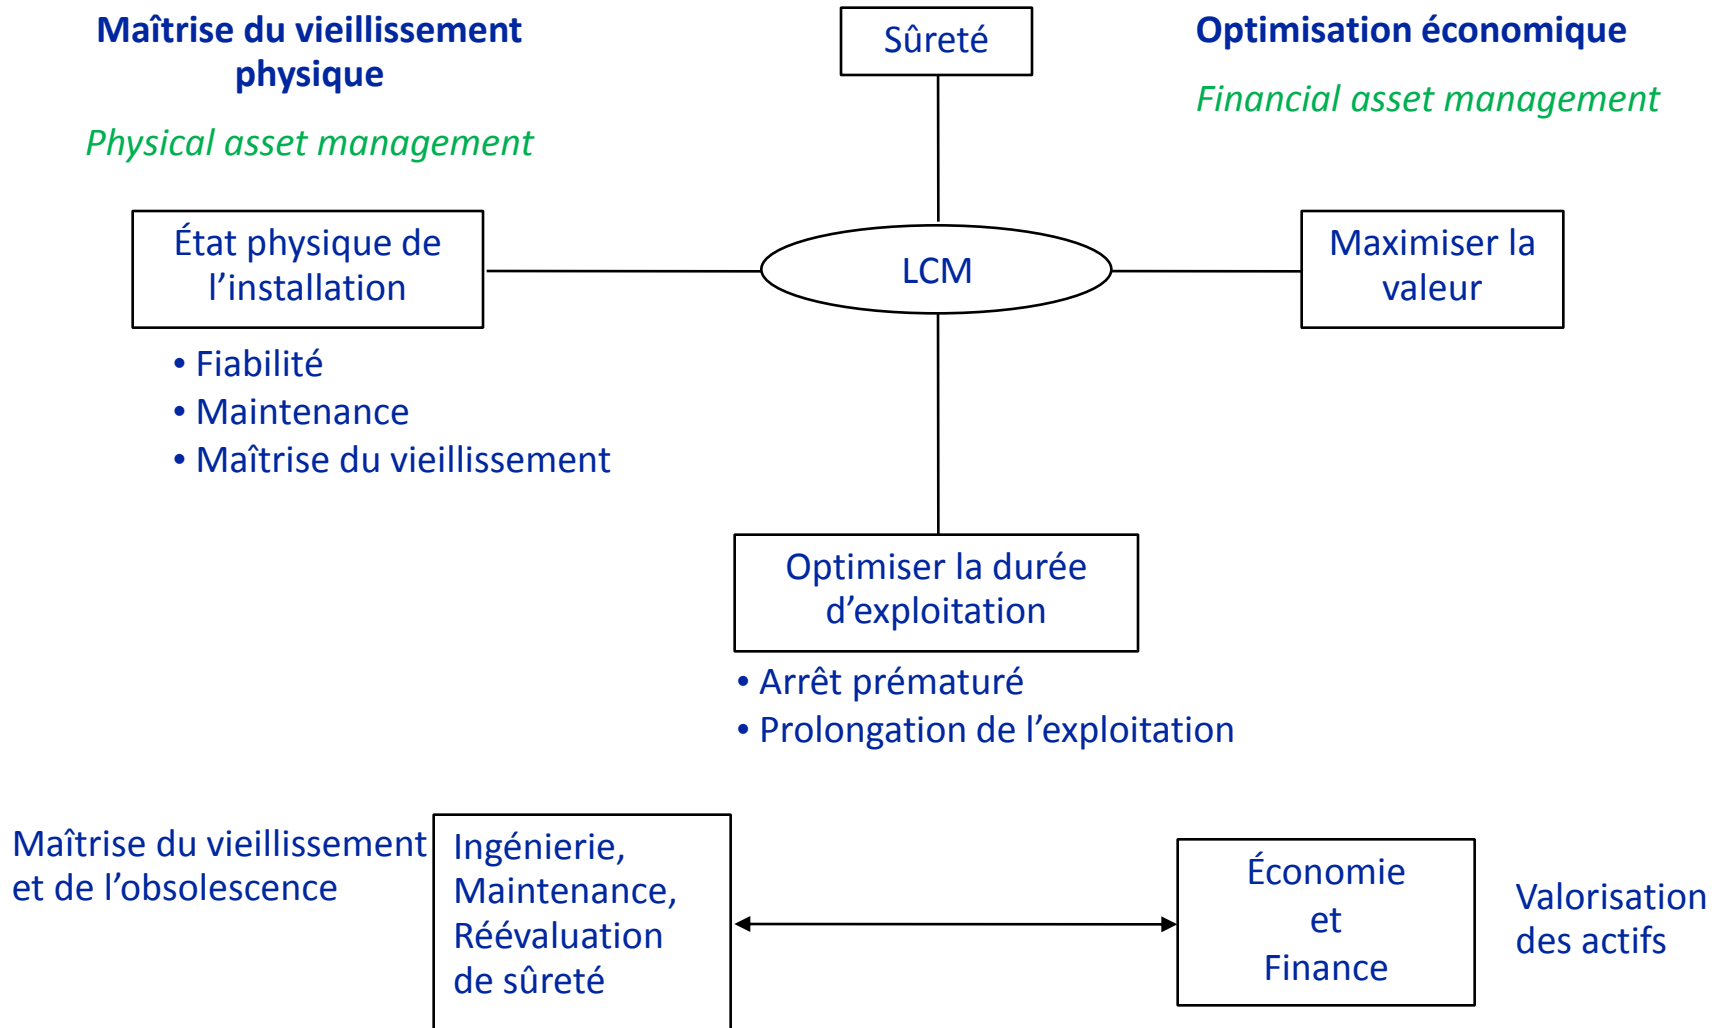 Maîtrise du vieillissement
physique
Physical asset management
Sûreté
Optimisation économique
Financial asset management
État physique de
l’installation
LCM
Maximiser la
valeur
• Fiabilité
• Maintenance
• Maîtrise du vieillissement
Optimiser la durée
d’exploitation
• Arrêt prématuré
• Prolongation de l’exploitation
Maîtrise du vieillissement
et de l’obsolescence
Ingénierie,
Maintenance,
Réévaluation
de sûreté
Économie
et
Finance
Valorisation
des actifs